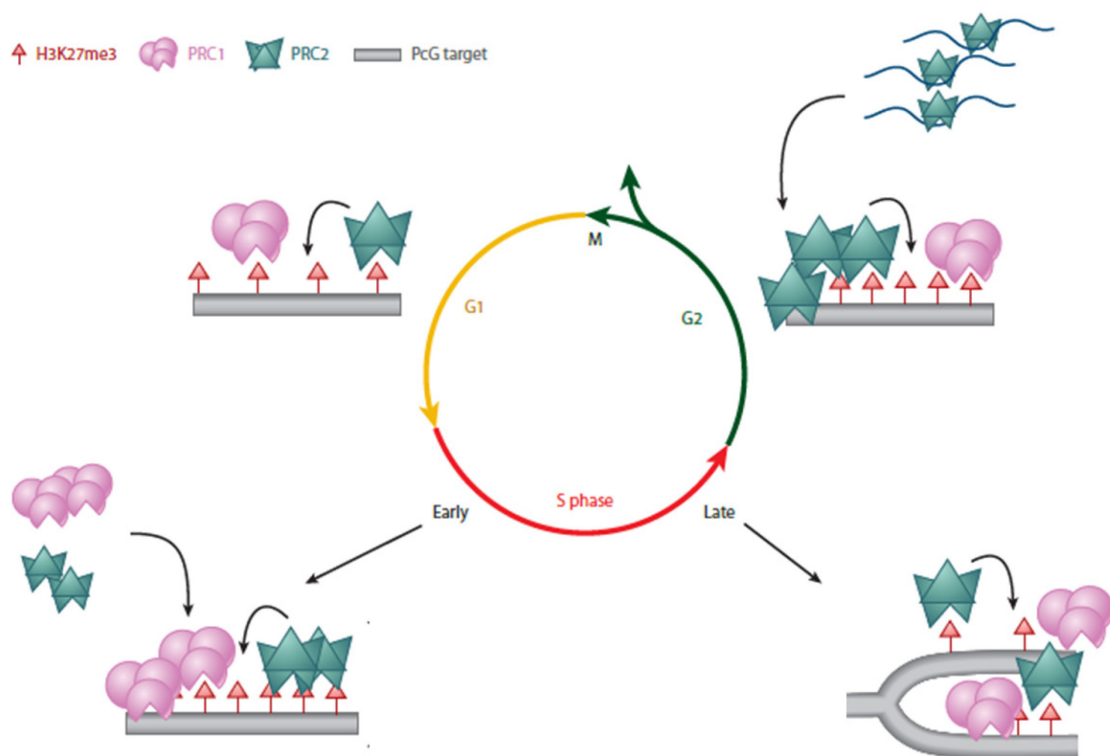 H3K27me3 PRC1 PRC2 PcG target
M
G1 G2
S phase
Early Late